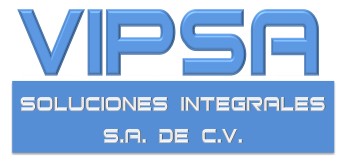 VIPSA
SOLUCIONES INTEGRALES
S.A. DE C.V.